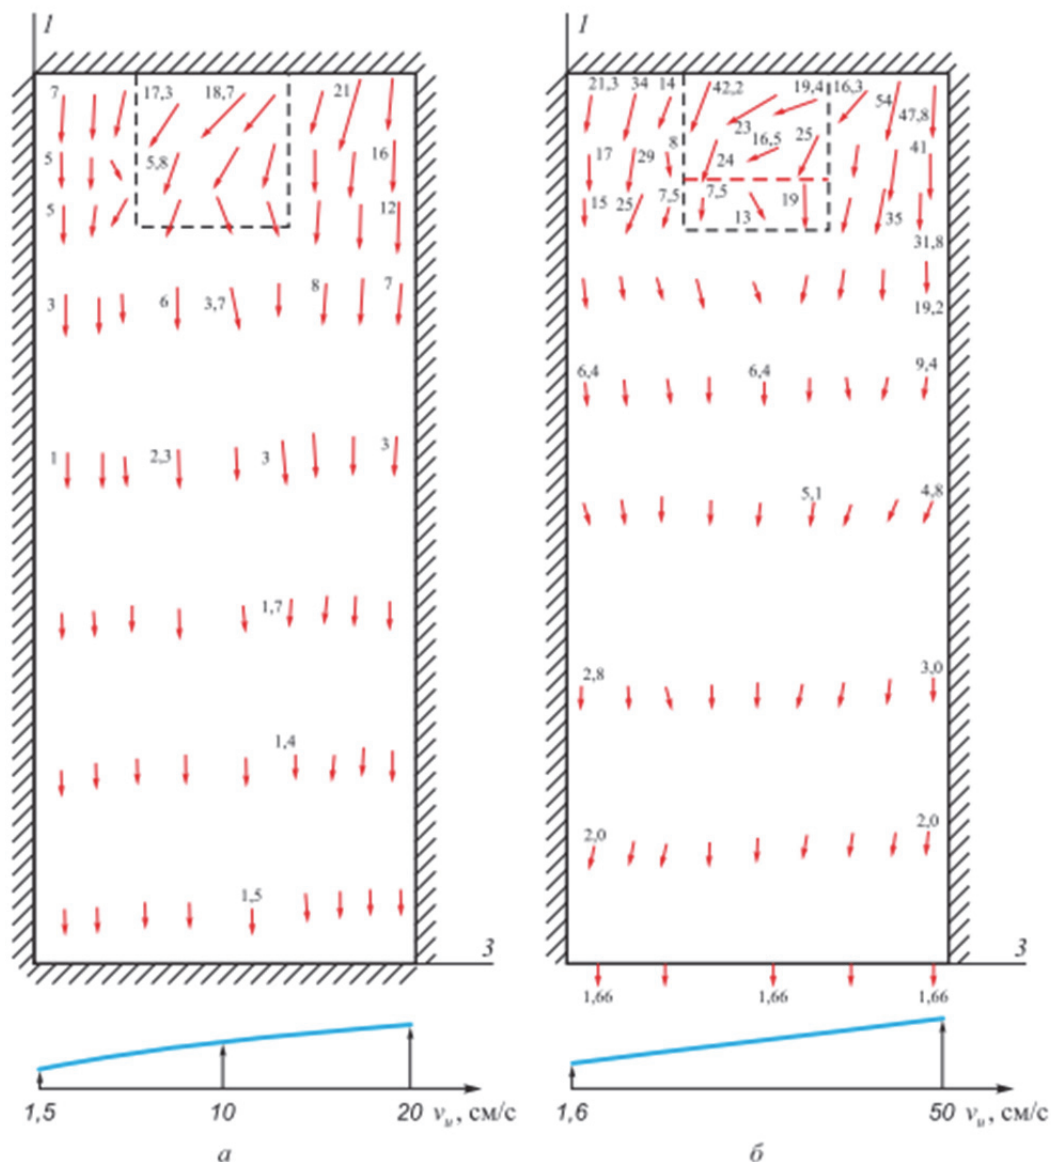 1
7 17,3 18,7 21
5 5,8 16
5 12
3 6 3,7 8 7
1 2,3 3 3
1,7
1,4
1,5
3
1,5 10 20 vи, см/с
а
1
21,3 34 14 42,2 19,4 16,3 54 47,8
23 16,5 25
17 29 8 24 41
15 25 7,5 7,5 13 19 35
31,8
19,2
6,4 6,4 9,4
5,1 4,8
2,8 3,0
2,0 2,0
3
1,66 1,66 1,66
1,6 50 vи, см/с
б